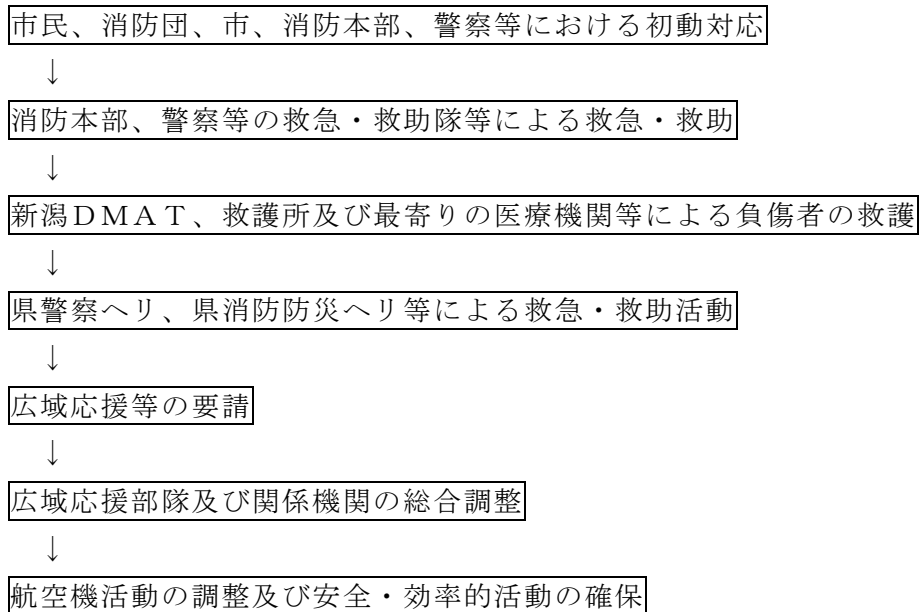 市民、消防団、市、消防本部、警察等における初動対応
↓
消防本部、警察等の救急・救助隊等による救急・救助
↓
新潟DMAT、救護所及び最寄りの医療機関等による負傷者の救護
↓
県警察ヘリ、県消防防災ヘリ等による救急・救助活動
↓
広域応援等の要請
↓
広域応援部隊及び関係機関の総合調整
↓
航空機活動の調整及び安全・効率的活動の確保